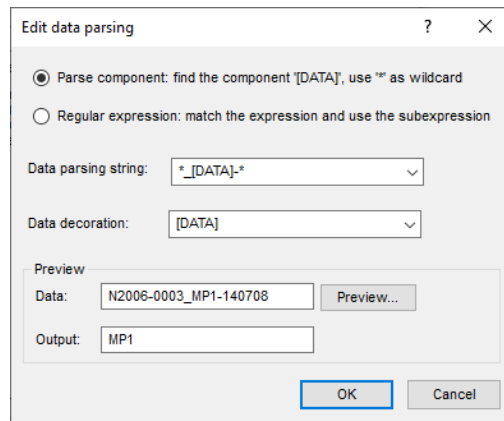 Edit data parsing ? X
Parse component: find the component '[DATA]', use '*' as wildcard
Regular expression: match the expression and use the subexpression
Data parsing string: *_[DATA]-*
Data decoration: [DATA]
Preview
Data: N2006-0003_MP1-140708 Preview...
Output: MP1
OK Cancel